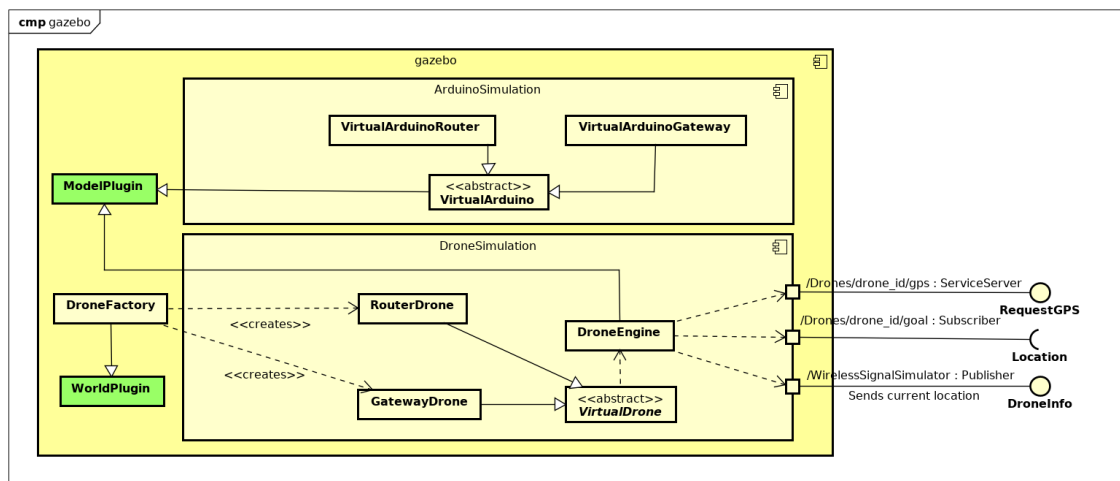 cmp gazebo
gazebo
ArduinoSimulation
VirtualArduinoRouter
VirtualArduinoGateway
ModelPlugin
<<abstract>>
VirtualArduino
DroneSimulation
DroneFactory
RouterDrone
<<creates>>
DroneEngine
WorldPlugin
<<creates>>
GatewayDrone
<<abstract>>
VirtualDrone
/Drones/drone_id/gps : ServiceServer
RequestGPS
/Drones/drone_id/goal : Subscriber
Location
/WirelessSignalSimulator : Publisher
Sends current location
DroneInfo